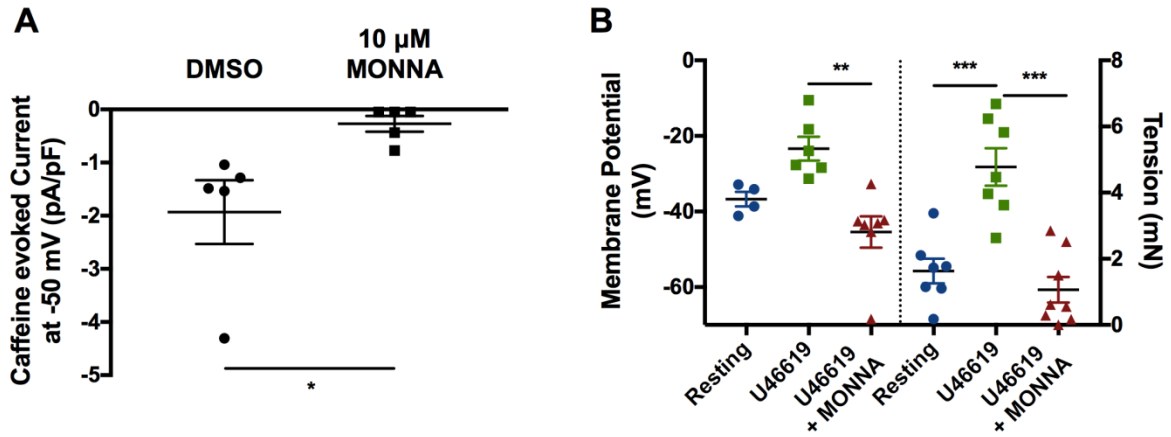 A
DMSO
10 µM
MONNA
Caffeine evoked Current
at -50 mV (pA/pF)
0
-1
-2
-3
-4
-5
*
B
Membrane Potential
(mV)
0
-20
-40
-60
**
***
***
8
6
4
2
0
Tension (mN)
Resting
U46619
U46619
+ MONNA
Resting
U46619
U46619
+ MONNA